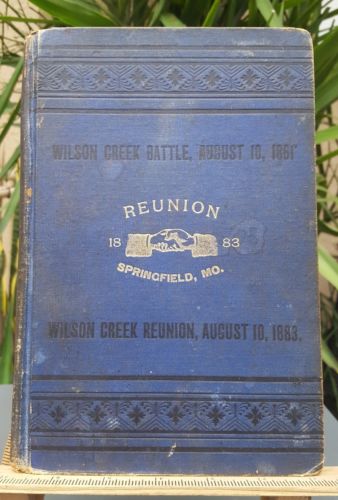 WILSON CREEK BATTLE, AUGUST 10, 1861
REUNION
18 83
SPRINGFIELD, MO.
WILSON CREEK REUNION, AUGUST 10, 1883.